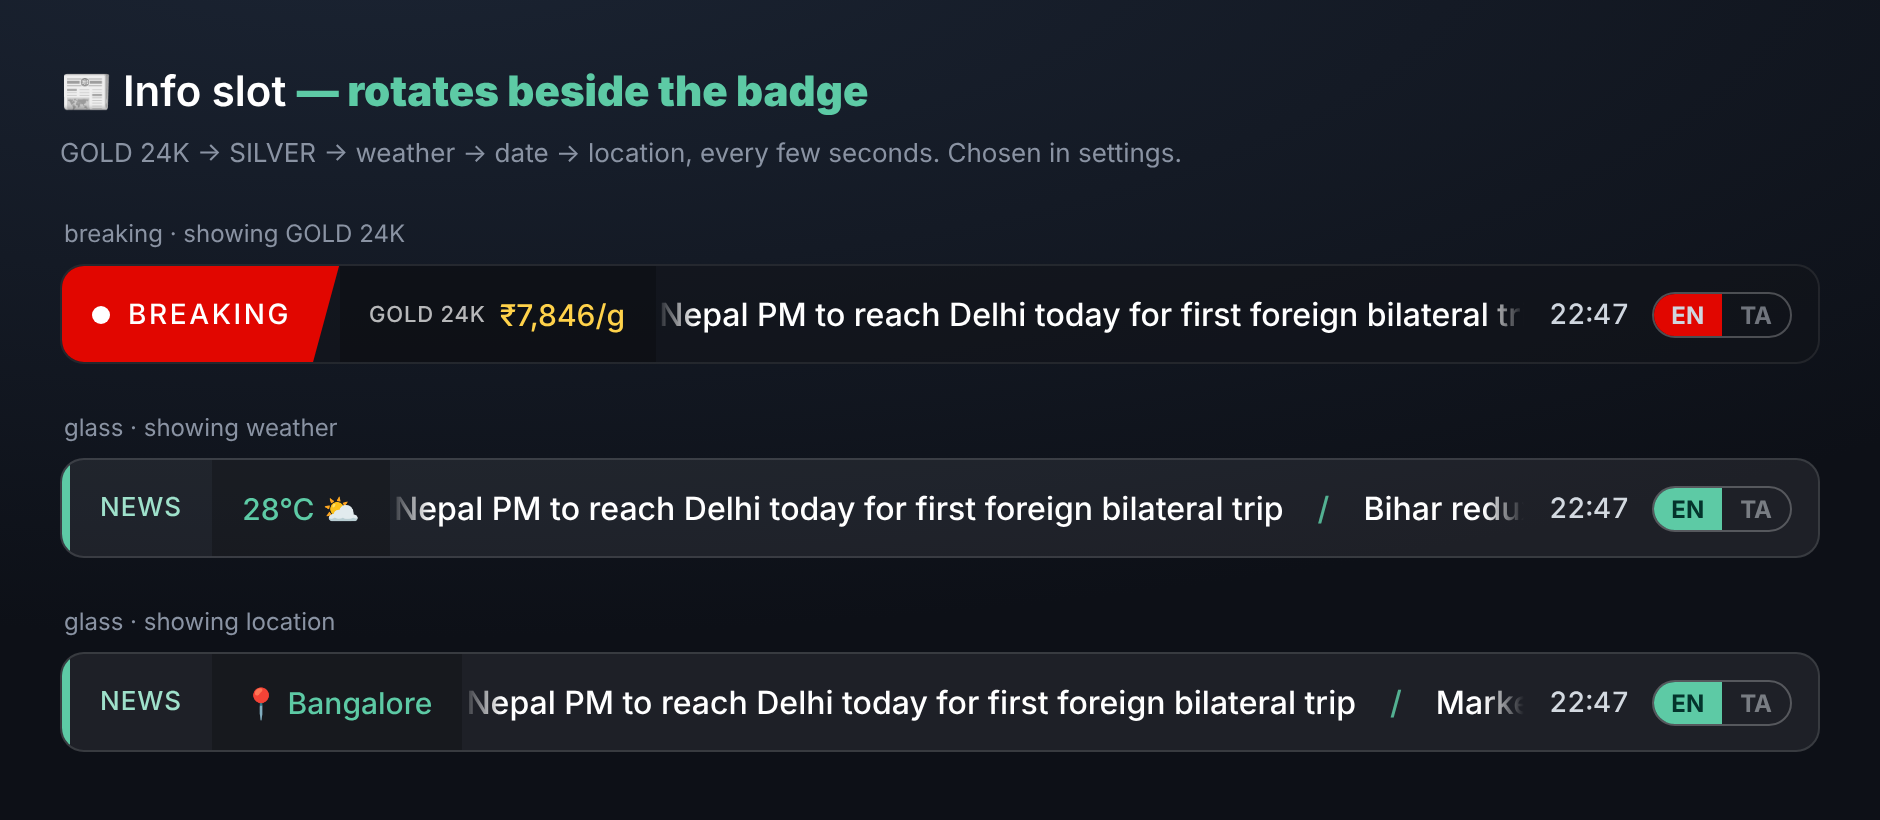 📰 Info slot — rotates beside the badge
GOLD 24K → SILVER → weather → date → location, every few seconds. Chosen in settings.
breaking · showing GOLD 24K
BREAKING GOLD 24K ₹7,846/g Nepal PM to reach Delhi today for first foreign bilateral tr 22:47 EN TA
glass · showing weather
NEWS 28°C ⛅ Nepal PM to reach Delhi today for first foreign bilateral trip / Bihar redu 22:47 EN TA
glass · showing location
NEWS 📍 Bangalore Nepal PM to reach Delhi today for first foreign bilateral trip / Marke 22:47 EN TA